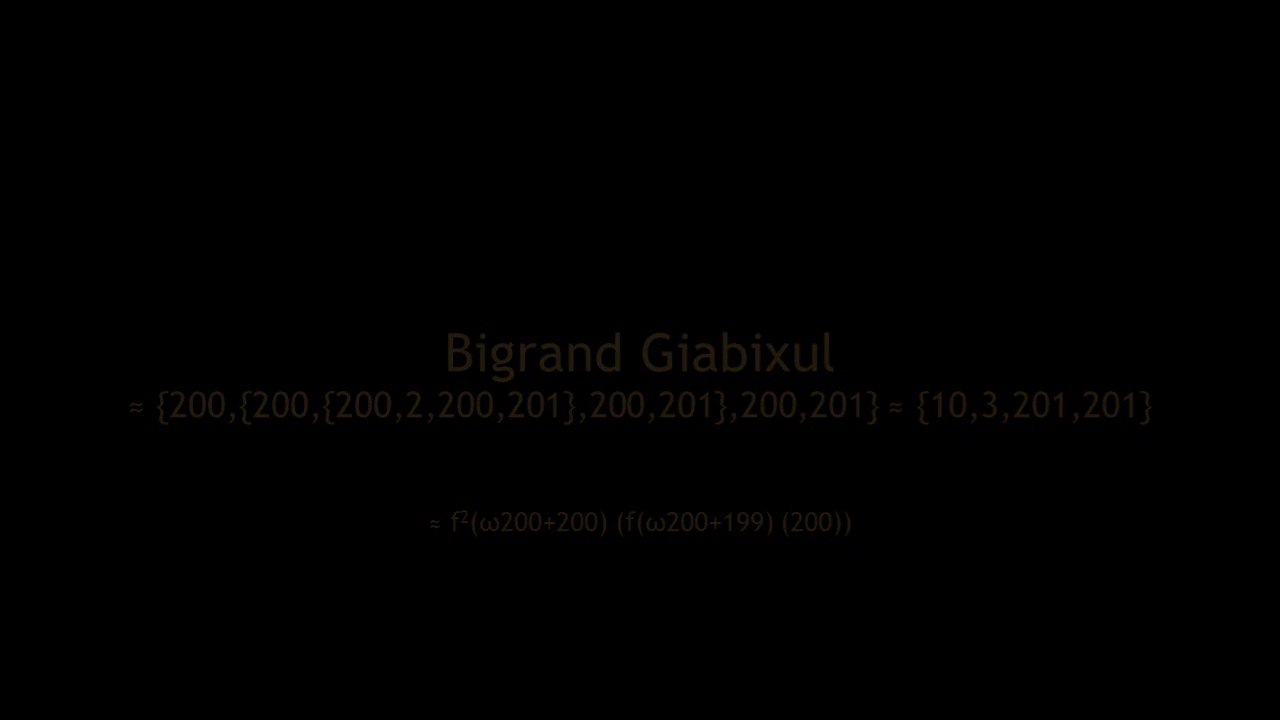 Bigrand Giabixul
≈ {200,{200,{200,2,200,201},200,201},200,201} ≈ {10,3,201,201}
≈ f²(ω200+200) (f(ω200+199) (200))